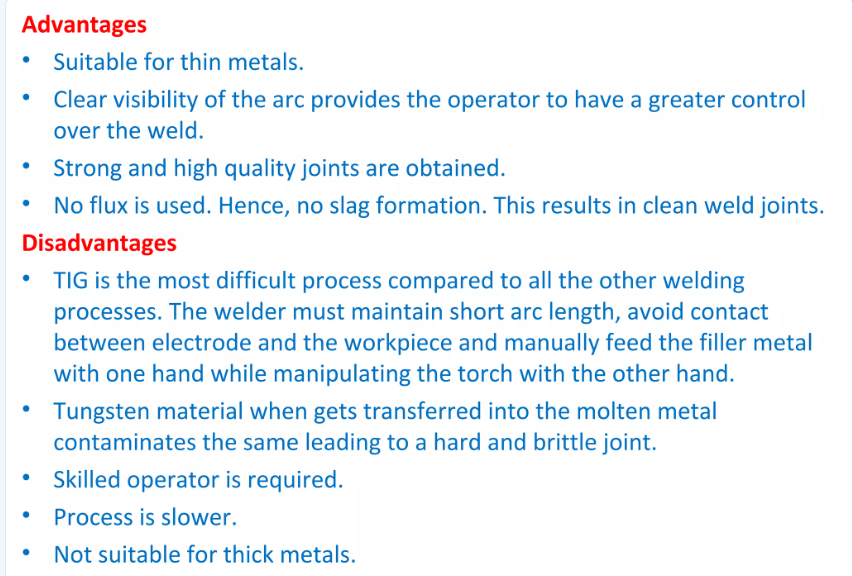 Advantages
• Suitable for thin metals.
• Clear visibility of the arc provides the operator to have a greater control
over the weld.
• Strong and high quality joints are obtained.
• No flux is used. Hence, no slag formation. This results in clean weld joints.
Disadvantages
• TIG is the most difficult process compared to all the other welding
processes. The welder must maintain short arc length, avoid contact
between electrode and the workpiece and manually feed the filler metal
with one hand while manipulating the torch with the other hand.
• Tungsten material when gets transferred into the molten metal
contaminates the same leading to a hard and brittle joint.
• Skilled operator is required.
• Process is slower.
• Not suitable for thick metals.